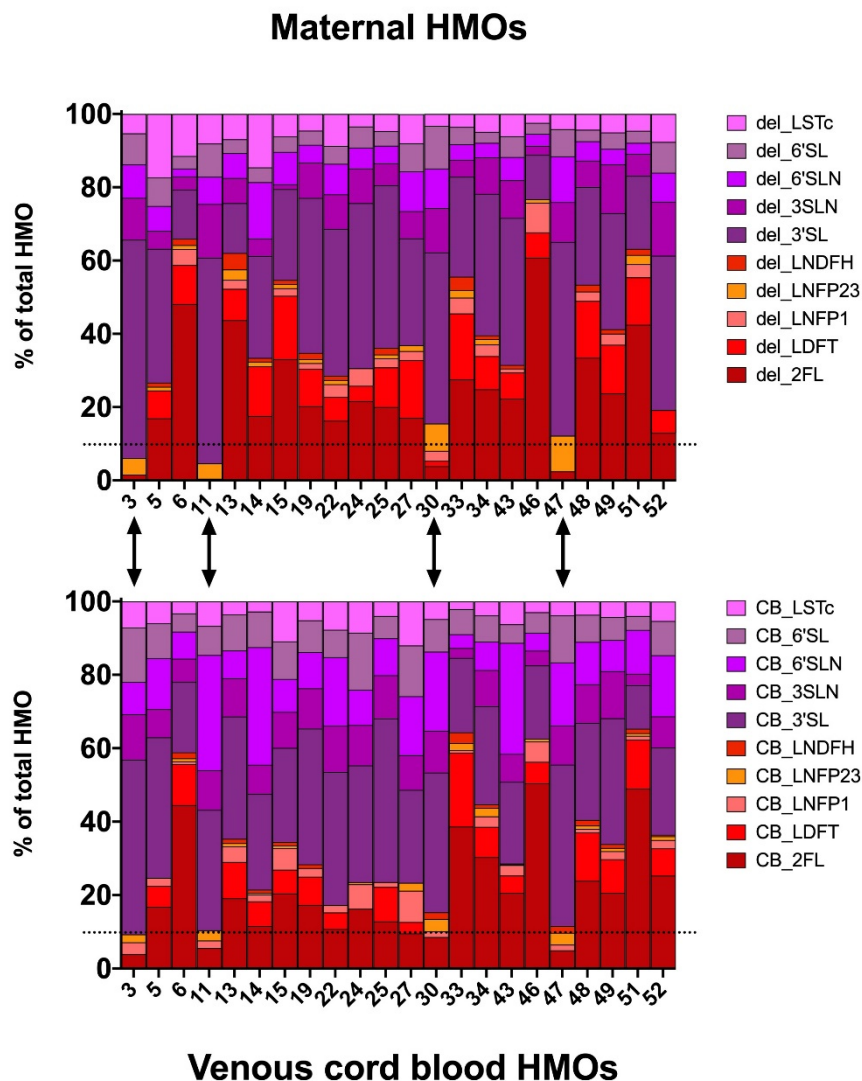 Maternal HMOs
% of total HMO
100
80
60
40
20
0
3 5 6 11 13 14 15 19 22 24 25 27 30 33 34 43 46 47 48 49 51 52
del_LSTc
del_6'SL
del_6'SLN
del_3SLN
del_3'SL
del_LNDFH
del_LNFP23
del_LNFP1
del_LDFT
del_2FL
% of total HMO
100
80
60
40
20
0
3 5 6 11 13 14 15 19 22 24 25 27 30 33 34 43 46 47 48 49 51 52
CB_LSTc
CB_6'SL
CB_6'SLN
CB_3SLN
CB_3'SL
CB_LNDFH
CB_LNFP23
CB_LNFP1
CB_LDFT
CB_2FL
Venous cord blood HMOs